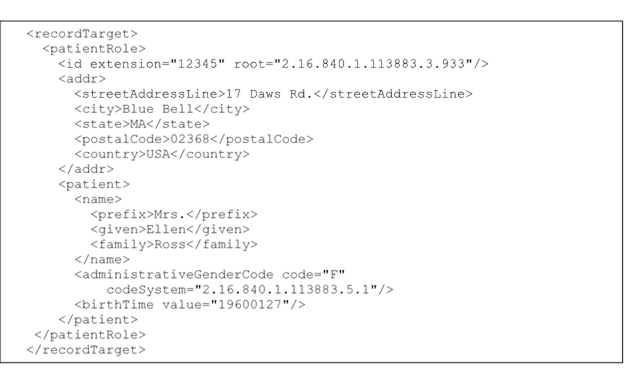 <recordTarget>
<patientRole>
<id extension="12345" root="2.16.840.1.113883.3.933"/>
<addr>
<streetAddressLine>17 Daws Rd.</streetAddressLine>
<city>Blue Bell</city>
<state>MA</state>
<postalCode>02368</postalCode>
<country>USA</country>
</addr>
<patient>
<name>
<prefix>Mrs.</prefix>
<given>Ellen</given>
<family>Ross</family>
</name>
<administrativeGenderCode code="F"
codeSystem="2.16.840.1.113883.5.1"/>
<birthTime value="19600127"/>
</patient>
</patientRole>
</recordTarget>